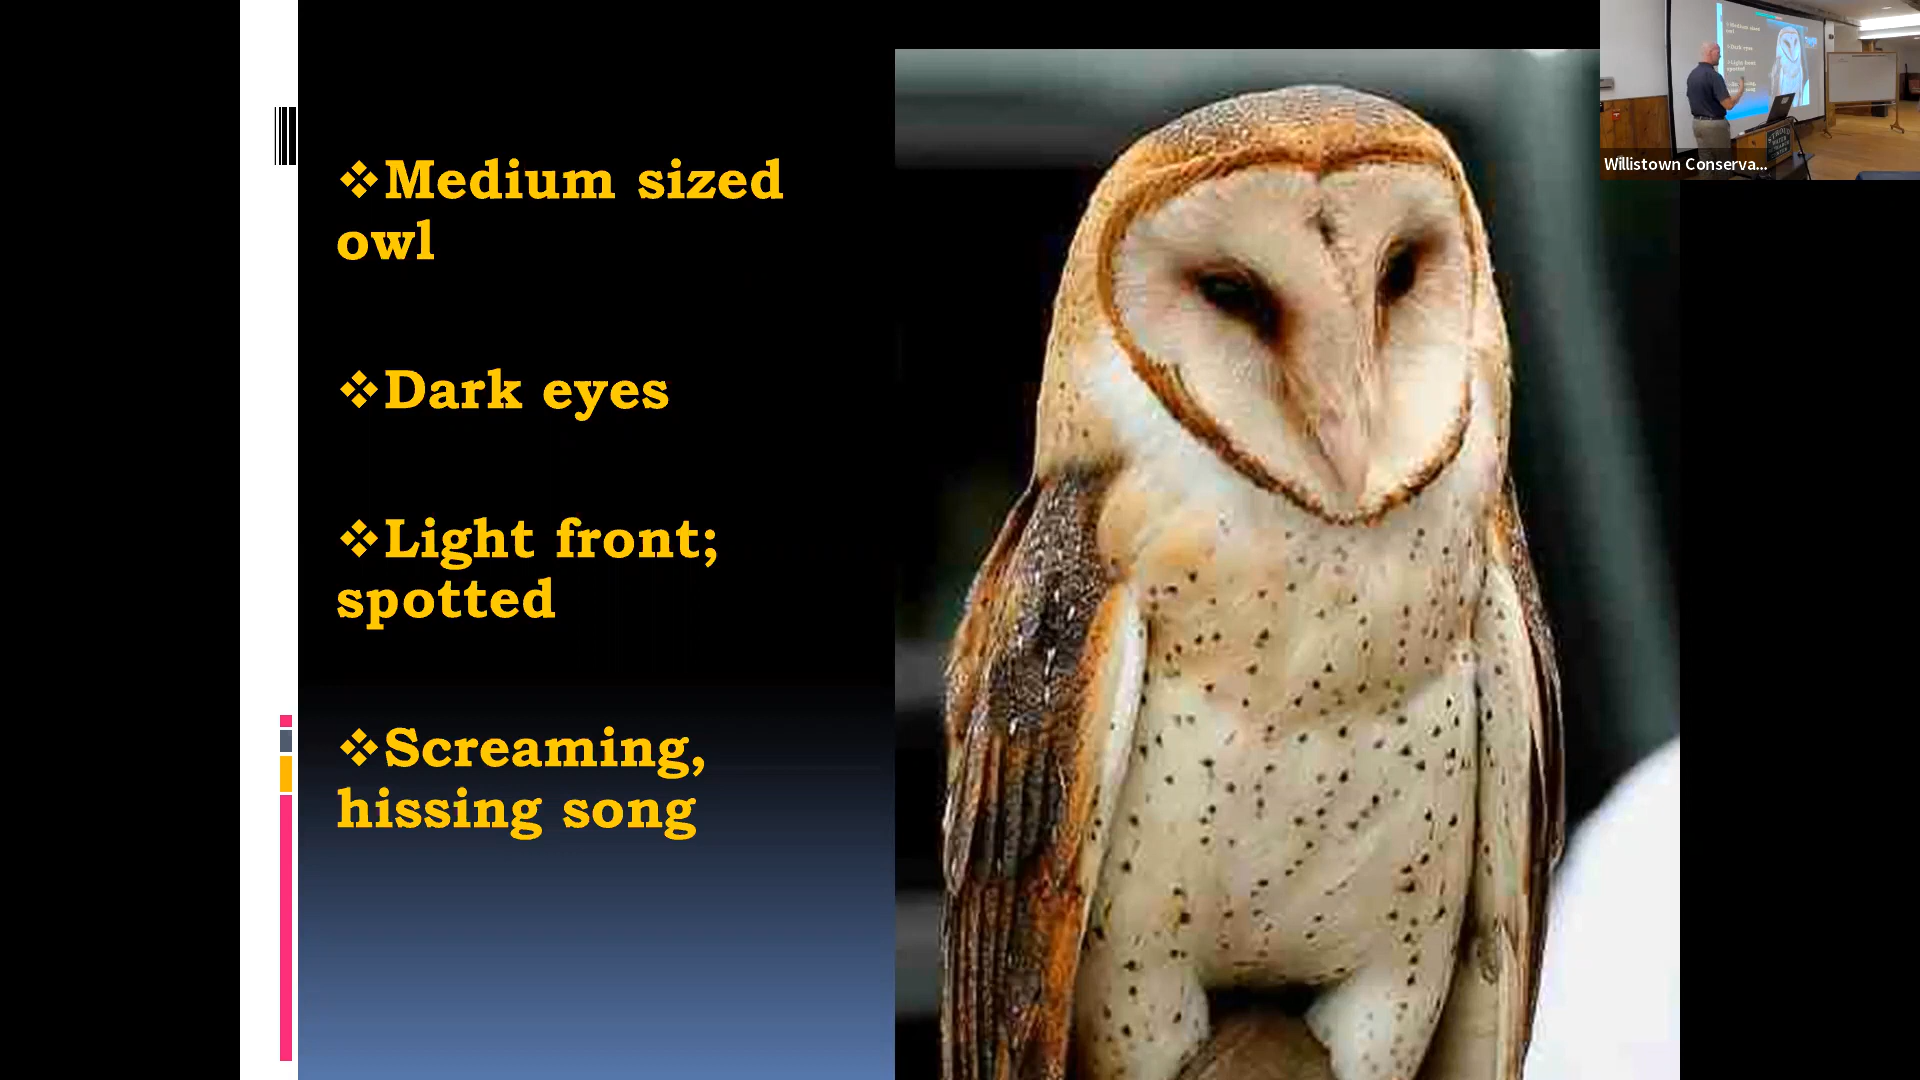 ❖Medium sized
owl
❖Dark eyes
❖Light front;
spotted
❖Screaming,
hissing song
Willistown Conserva...